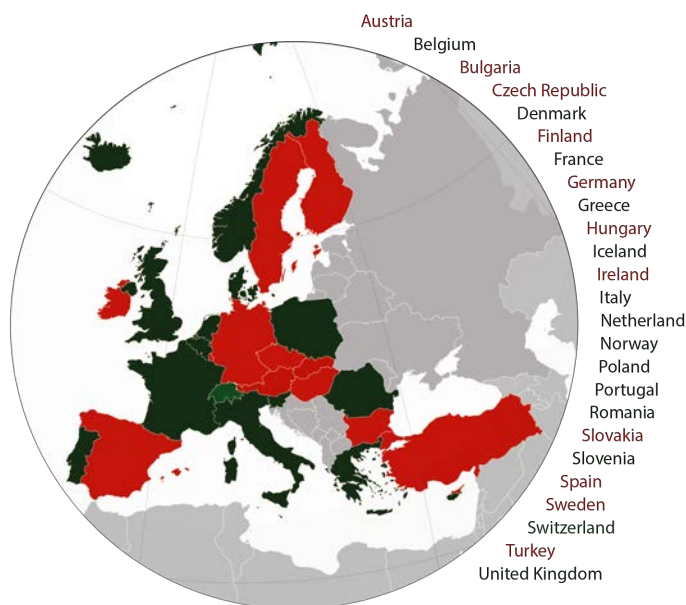 Austria
Belgium
Bulgaria
Czech Republic
Denmark
Finland
France
Germany
Greece
Hungary
Iceland
Ireland
Italy
Netherland
Norway
Poland
Portugal
Romania
Slovakia
Slovenia
Spain
Sweden
Switzerland
Turkey
United Kingdom